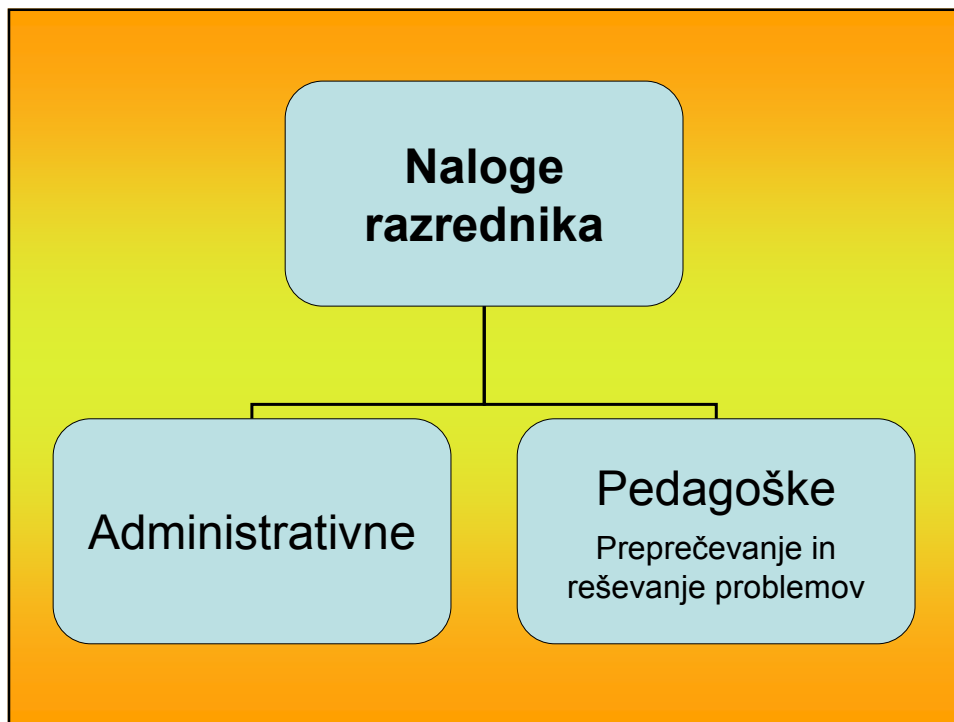 Naloge
razrednika
Administrativne
Pedagoške
Preprečevanje in
reševanje problemov